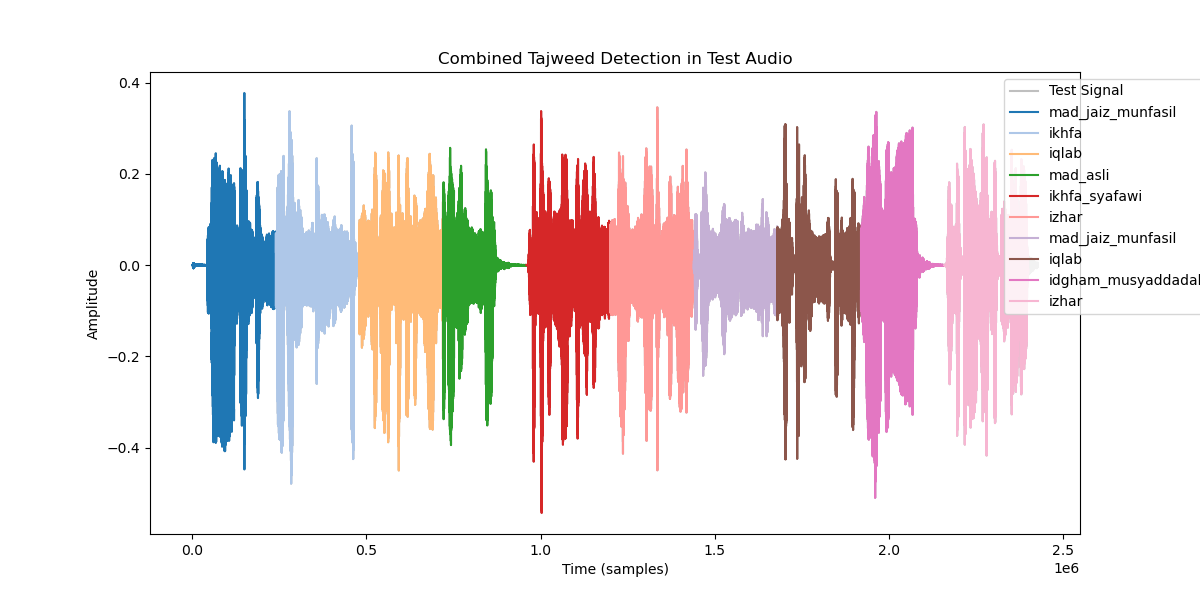 Combined Tajweed Detection in Test Audio
0.4
0.2
0.0
−0.2
−0.4
Amplitude
Test Signal
mad_jaiz_munfasil
ikhfa
iqlab
mad_asli
ikhfa_syafawi
izhar
mad_jaiz_munfasil
iqlab
idgham_musyaddadal
izhar
0.0 0.5 1.0 1.5 2.0 2.5
1e6
Time (samples)